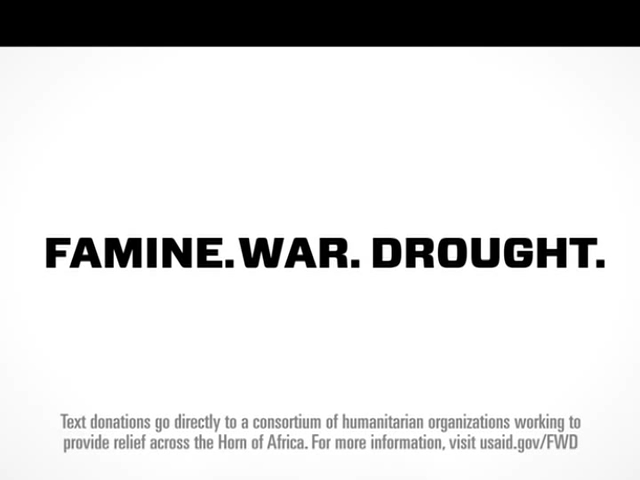 FAMINE. WAR. DROUGHT.
Text donations go directly to a consortium of humanitarian organizations working to
provide relief across the Horn of Africa. For more information, visit usaid.gov/FWD